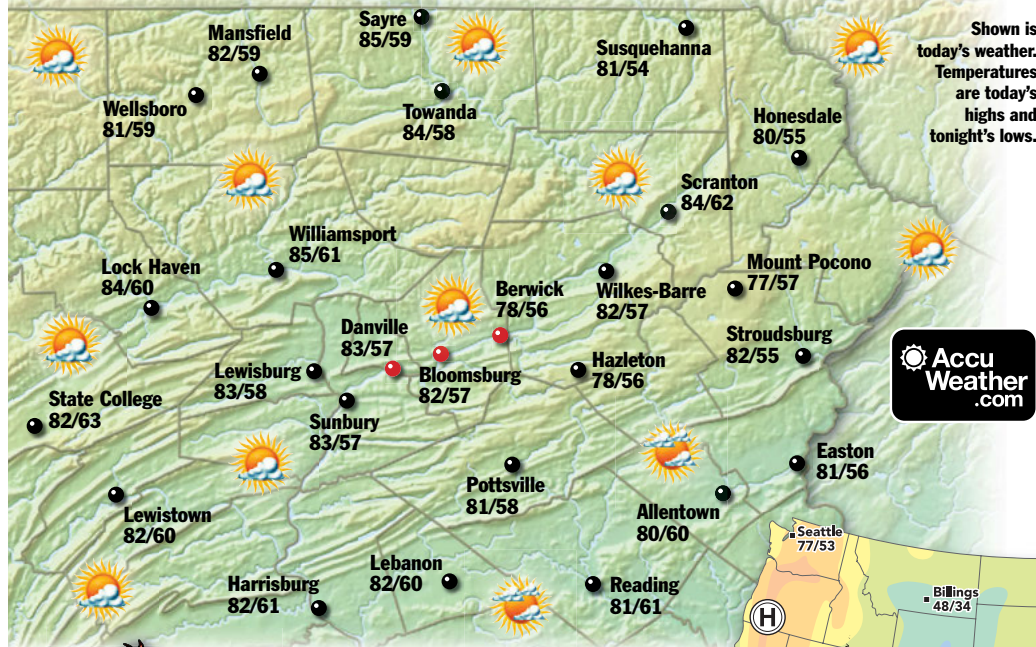 Sayre
85/59
Mansfield
82/59
Susquehanna
81/54
Shown is
today's weather.
Temperatures
are today's
highs and
tonight's lows.
Wellsboro
81/59
Towanda
84/58
Honesdale
80/55
Scranton
84/62
Williamsport
85/61
Lock Haven
84/60
Mount Pocono
77/57
Berwick
78/56
Wilkes-Barre
82/57
Danville
83/57
Stroudsburg
82/55
Lewisburg
83/58
Bloomsburg
82/57
Hazleton
78/56
Accu
Weather
.com
State College
82/63
Sunbury
83/57
Easton
81/56
Pottsville
81/58
Allentown
80/60
Lewistown
82/60
Seattle
77/53
Lebanon
82/60
Harrisburg
82/61
Reading
81/61
Billings
48/34
H